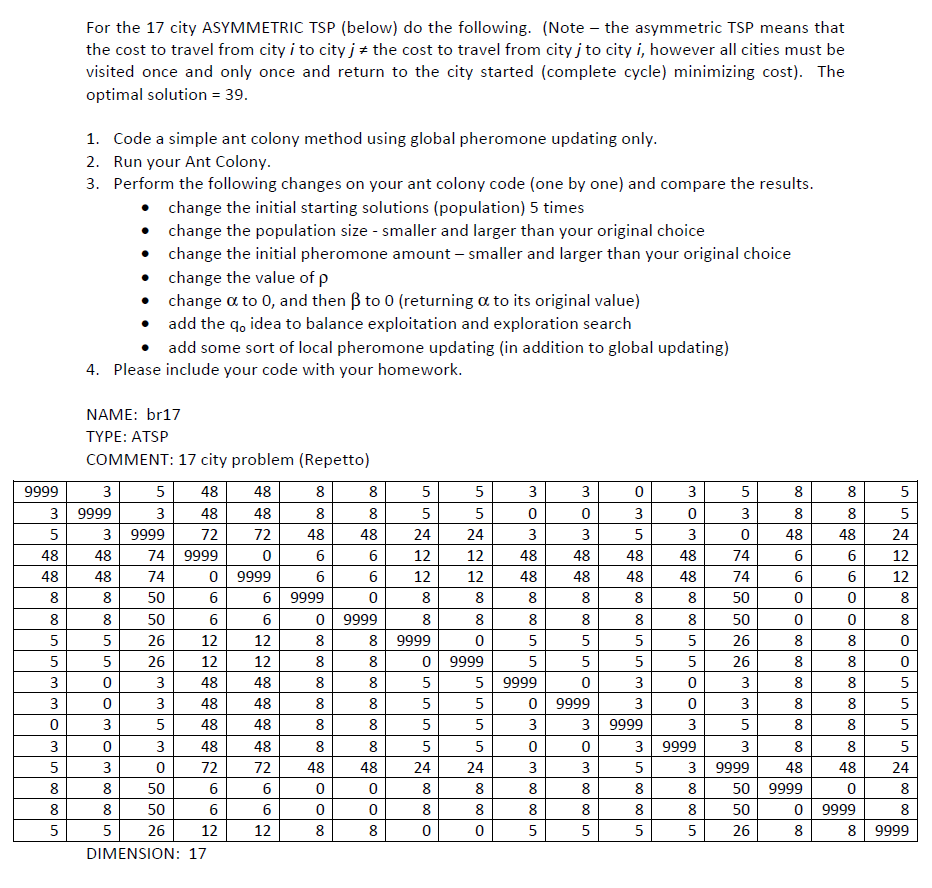 For the 17 city ASYMMETRIC TSP (below) do the following.  (Note – the asymmetric TSP means that
the cost to travel from city i to city j ≠ the cost to travel from city j to city i, however all cities must be
visited once and only once and return to the city started (complete cycle) minimizing cost).  The
optimal solution = 39.
1. Code a simple ant colony method using global pheromone updating only.
2. Run your Ant Colony.
3. Perform the following changes on your ant colony code (one by one) and compare the results.
• change the initial starting solutions (population) 5 times
• change the population size - smaller and larger than your original choice
• change the initial pheromone amount – smaller and larger than your original choice
• change the value of ρ
• change α to 0, and then β to 0 (returning α to its original value)
• add the qo idea to balance exploitation and exploration search
• add some sort of local pheromone updating (in addition to global updating)
4. Please include your code with your homework.
NAME: br17
TYPE: ATSP
COMMENT: 17 city problem (Repetto)
9999 3 5 48 48 8 8 5 5 3 3 0 3 5 8 8 5
3 9999 3 48 48 8 8 5 5 0 0 3 0 3 8 8 5
5 3 9999 72 72 48 48 24 24 3 3 5 3 0 48 48 24
48 48 74 9999 0 6 6 12 12 48 48 48 48 74 6 6 12
48 48 74 0 9999 6 6 12 12 48 48 48 48 74 6 6 12
8 8 50 6 6 9999 0 8 8 8 8 8 8 50 0 0 8
8 8 50 6 6 0 9999 8 8 8 8 8 8 50 0 0 8
5 5 26 12 12 8 8 9999 0 5 5 5 5 26 8 8 0
5 5 26 12 12 8 8 0 9999 5 5 5 5 26 8 8 0
3 0 3 48 48 8 8 5 5 9999 0 3 0 3 8 8 5
3 0 3 48 48 8 8 5 5 0 9999 3 0 3 8 8 5
0 3 5 48 48 8 8 5 5 3 3 9999 3 5 8 8 5
3 0 3 48 48 8 8 5 5 0 0 3 9999 3 8 8 5
5 3 0 72 72 48 48 24 24 3 3 5 3 9999 48 48 24
8 8 50 6 6 0 0 8 8 8 8 8 8 50 9999 0 8
8 8 50 6 6 0 0 8 8 8 8 8 8 50 0 9999 8
5 5 26 12 12 8 8 0 0 5 5 5 5 26 8 8 9999
DIMENSION: 17